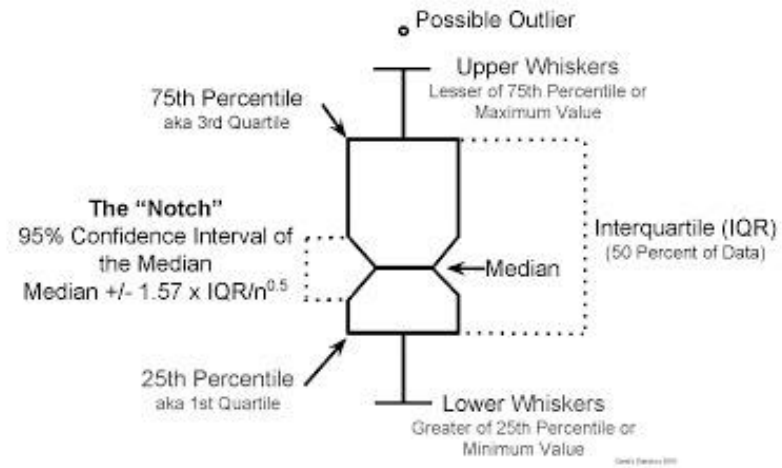 Possible Outlier
Upper Whiskers
Lesser of 75th Percentile or
Maximum Value
75th Percentile
aka 3rd Quartile
The "Notch"
95% Confidence Interval of
the Median
Median +/- 1.57 x IQR/n^0.5
Interquartile (IQR)
(50 Percent of Data)
Median
25th Percentile
aka 1st Quartile
Lower Whiskers
Greater of 25th Percentile or
Minimum Value